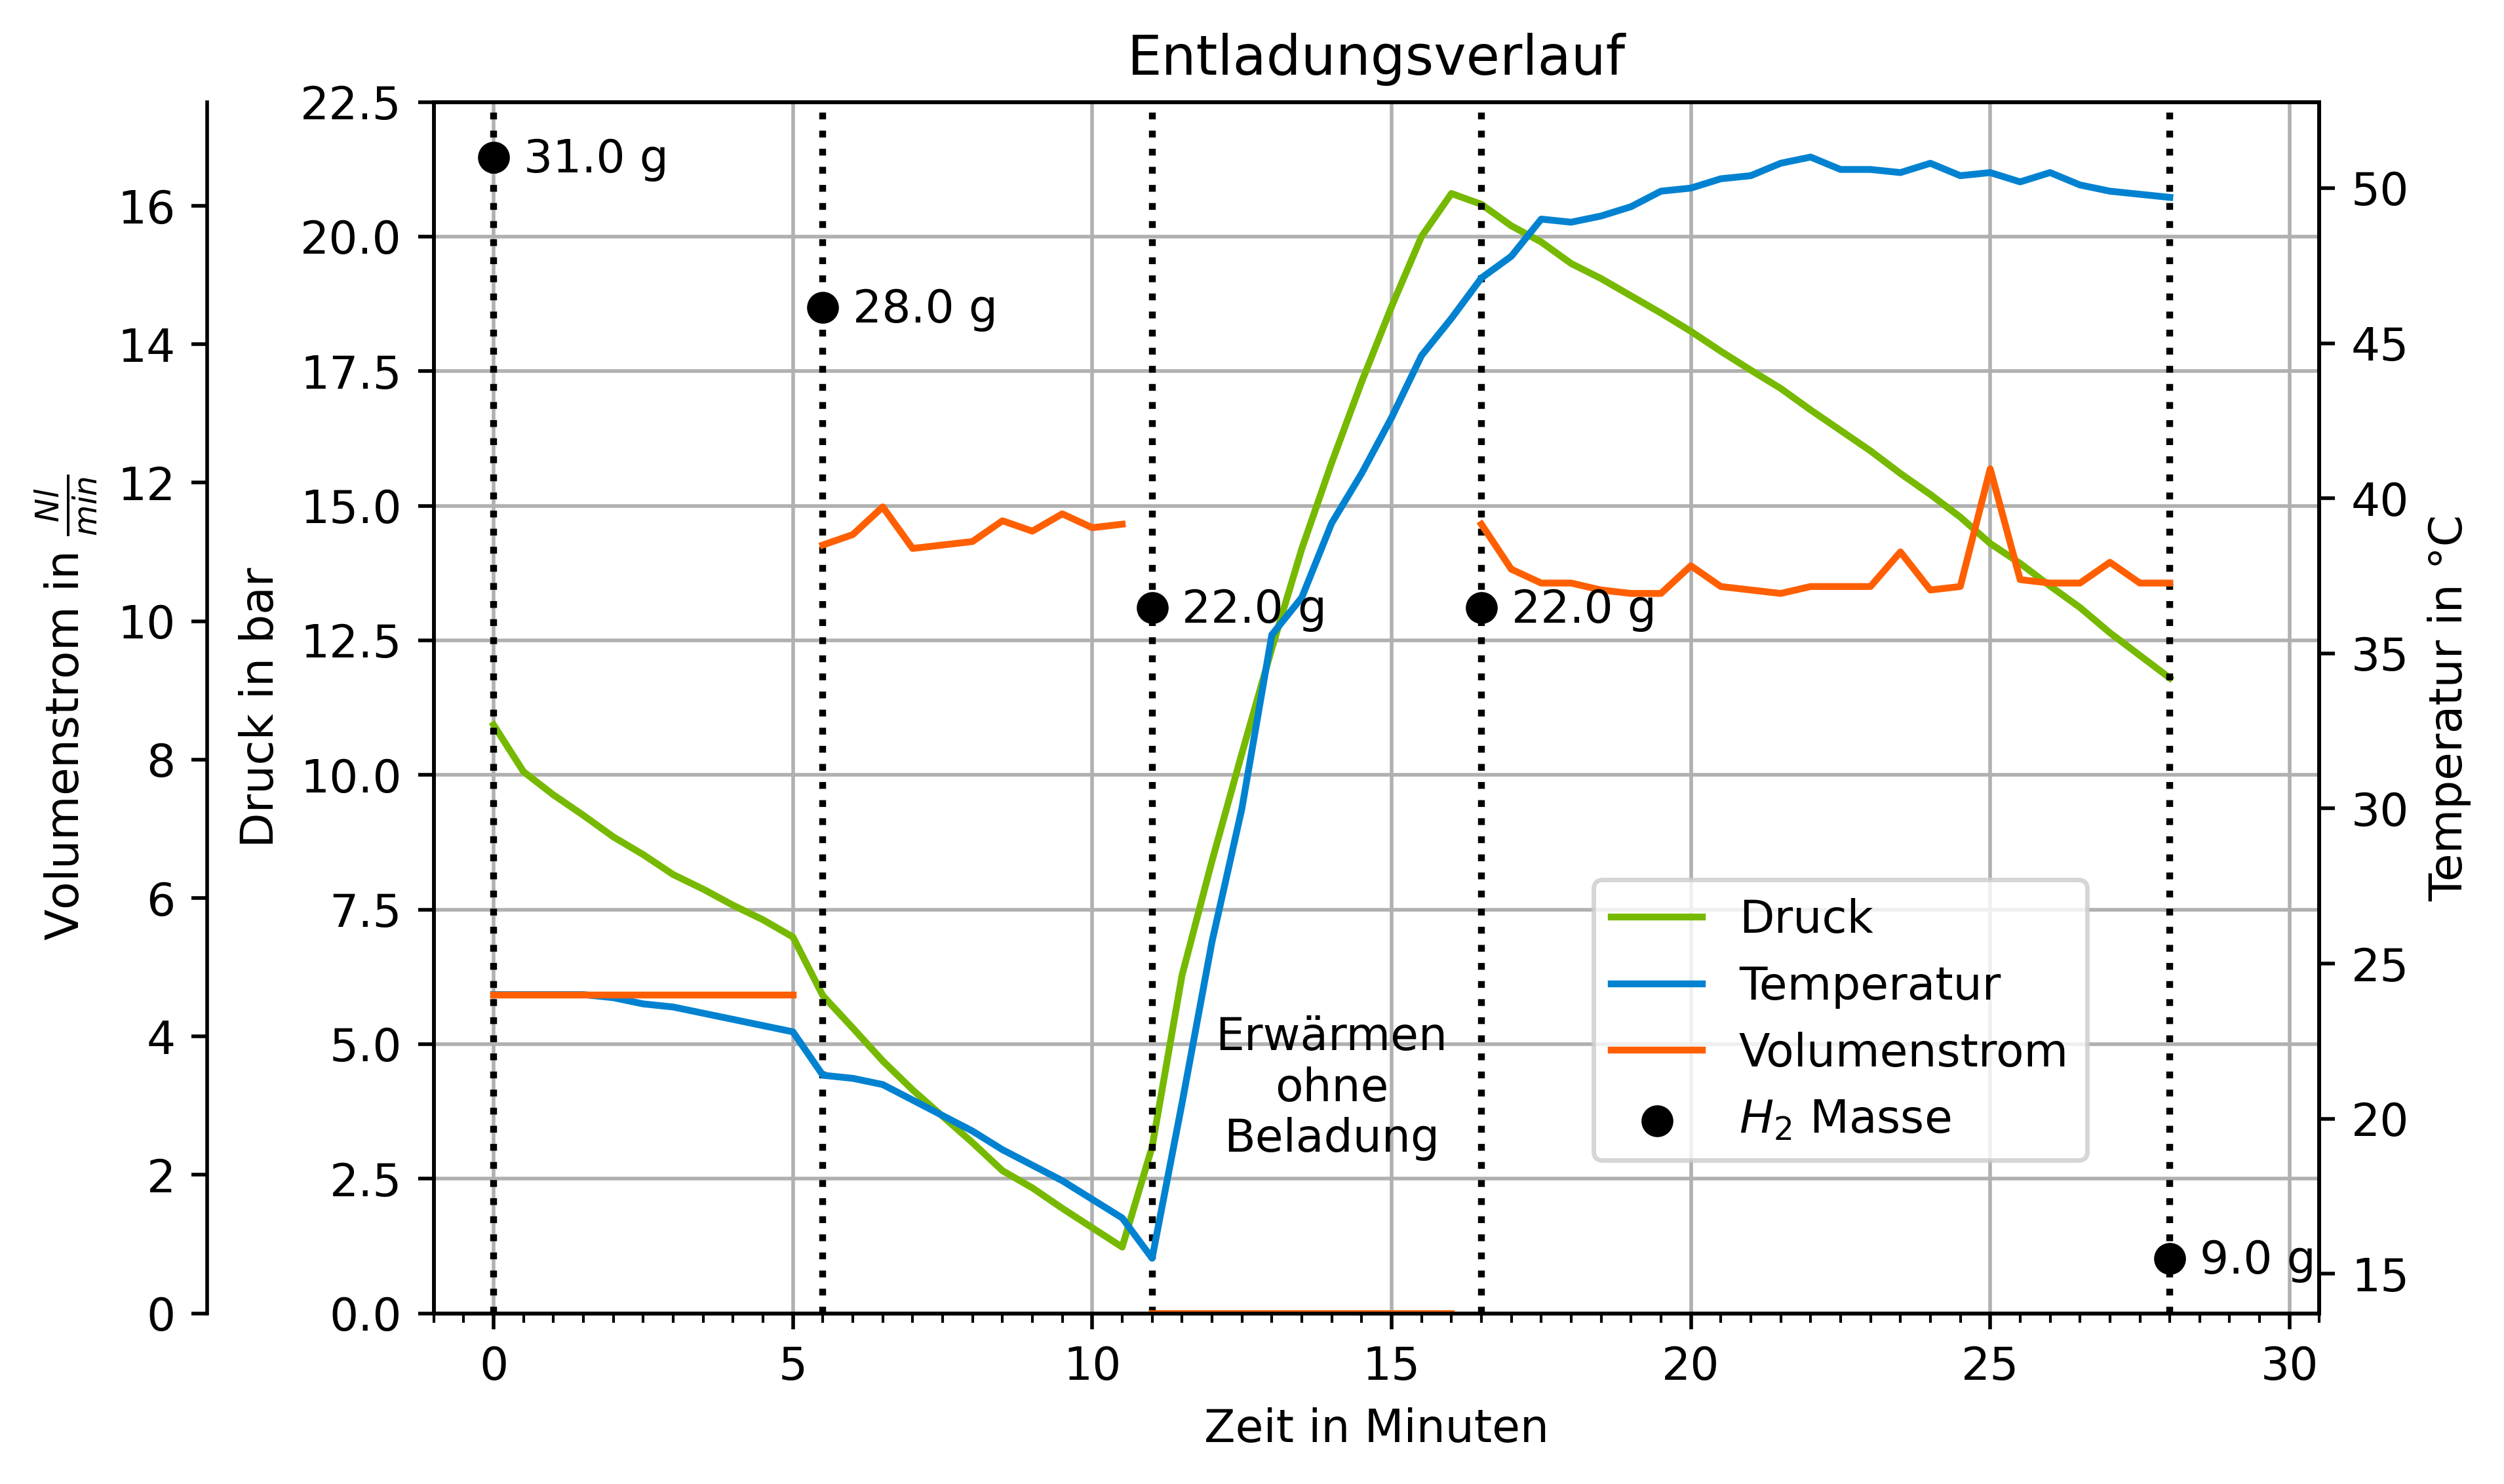 Entladungsverlauf
Volumenstrom in Nl/min
16
14
12
10
8
6
4
2
0
Druck in bar
22.5
20.0
17.5
15.0
12.5
10.0
7.5
5.0
2.5
0.0
31.0 g
28.0 g
22.0 g
22.0 g
9.0 g
Erwärmen
ohne
Beladung
Druck
Temperatur
Volumenstrom
H₂ Masse
50
45
40
35
30
25
20
15
Temperatur in °C
0 5 10 15 20 25 30
Zeit in Minuten